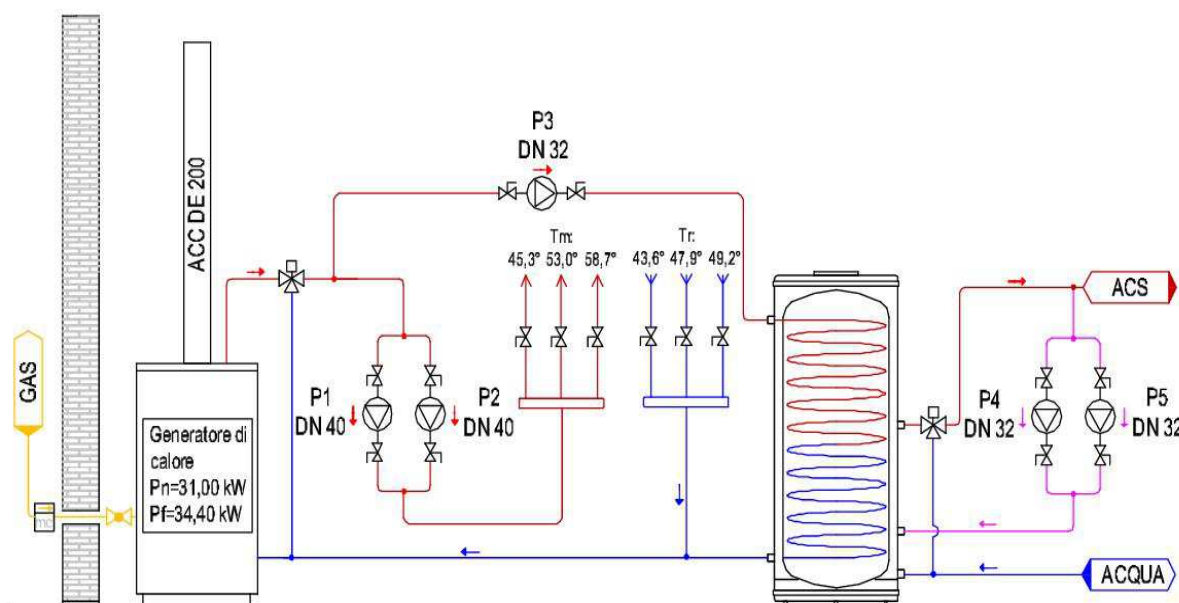 ACC DE 200
GAS
mc
Generatore di
calore
Pn=31,00 kW
Pf=34,40 kW
P3
DN 32
P1
DN 40
P2
DN 40
Tm:
45,3° 53,0° 58,7°
Tr:
43,6° 47,9° 49,2°
ACS
P4
DN 32
P5
DN 32
ACQUA